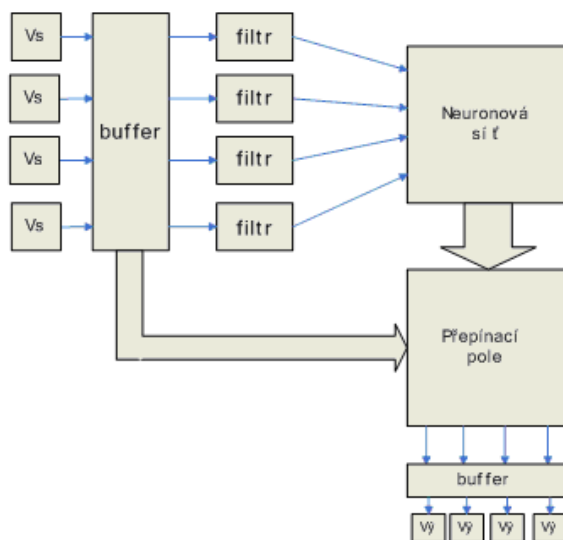 Vs
filtr
Vs
filtr
buffer
Vs
filtr
Vs
filtr
Neuronová
síť
Přepínací
pole
buffer
Vý
Vý
Vý
Vý